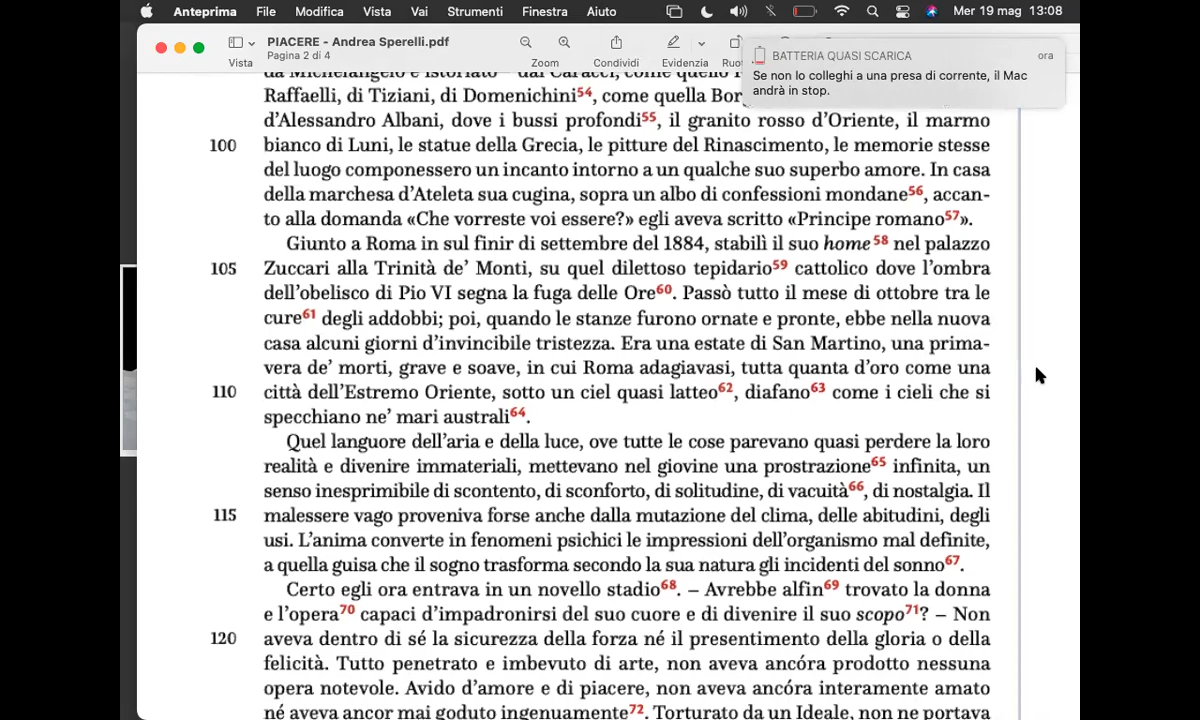 Anteprima File Modifica Vista Vai Strumenti Finestra Aiuto Mer 19 mag 13:08
PIACERE - Andrea Sperelli.pdf
Pagina 2 di 4
Vista Zoom Condividi Evidenzia
BATTERIA QUASI SCARICA ora
Se non lo colleghi a una presa di corrente, il Mac
andrà in stop.
da Michelangelo e istoriato dai Caracci, come quello
Raffaelli, di Tiziani, di Domenichini54, come quella
d'Alessandro Albani, dove i bussi profondi55, il granito rosso d'Oriente, il marmo
100 bianco di Luni, le statue della Grecia, le pitture del Rinascimento, le memorie stesse
del luogo componessero un incanto intorno a un qualche suo superbo amore. In casa
della marchesa d'Ateleta sua cugina, sopra un albo di confessioni mondane56, accan-
to alla domanda «Che vorreste voi essere?» egli aveva scritto «Principe romano57».
Giunto a Roma in sul finir di settembre del 1884, stabilì il suo home58 nel palazzo
105 Zuccari alla Trinità de' Monti, su quel dilettoso tepidario59 cattolico dove l'ombra
dell'obelisco di Pio VI segna la fuga delle Ore60. Passò tutto il mese di ottobre tra le
cure61 degli addobbi; poi, quando le stanze furono ornate e pronte, ebbe nella nuova
casa alcuni giorni d'invincibile tristezza. Era una estate di San Martino, una prima-
vera de' morti, grave e soave, in cui Roma adagiavasi, tutta quanta d'oro come una
110 città dell'Estremo Oriente, sotto un ciel quasi latteo62, diafano63 come i cieli che si
specchiano ne' mari australi64.
Quel languore dell'aria e della luce, ove tutte le cose parevano quasi perdere la loro
realità e divenire immateriali, mettevano nel giovine una prostrazione65 infinita, un
senso inesprimibile di scontento, di sconforto, di solitudine, di vacuità66, di nostalgia. Il
115 malessere vago proveniva forse anche dalla mutazione del clima, delle abitudini, degli
usi. L'anima converte in fenomeni psichici le impressioni dell'organismo mal definite,
a quella guisa che il sogno trasforma secondo la sua natura gli incidenti del sonno67.
Certo egli ora entrava in un novello stadio68. – Avrebbe alfin69 trovato la donna
e l'opera70 capaci d'impadronirsi del suo cuore e di divenire il suo scopo71? – Non
120 aveva dentro di sé la sicurezza della forza né il presentimento della gloria o della
felicità. Tutto penetrato e imbevuto di arte, non aveva ancóra prodotto nessuna
opera notevole. Avido d'amore e di piacere, non aveva ancóra interamente amato
né aveva ancor mai goduto ingenuamente72. Torturato da un Ideale, non ne portava